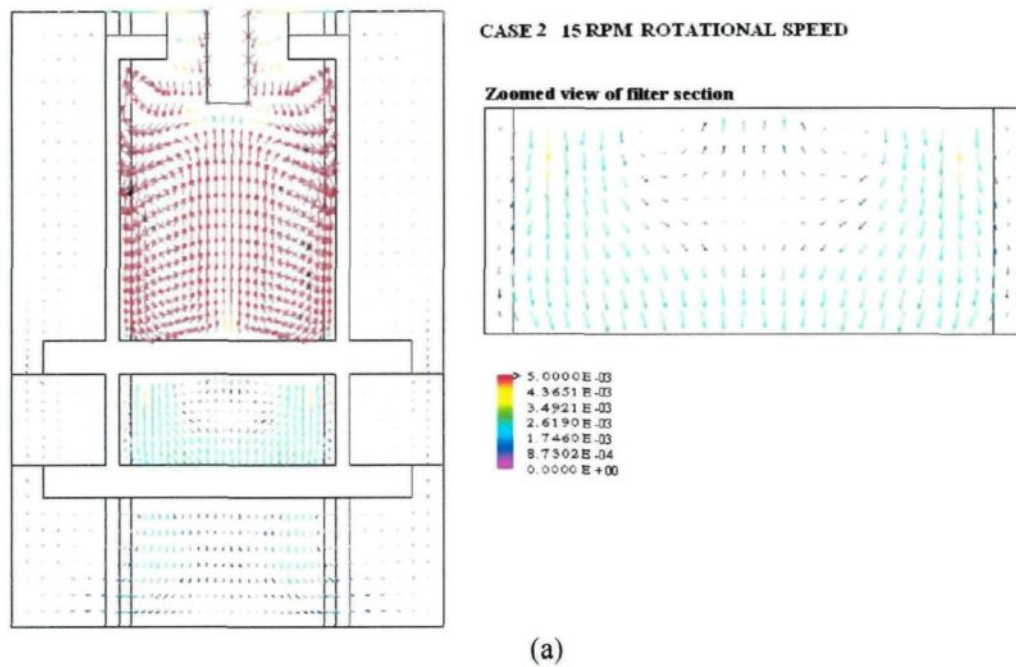 CASE 2 15 RPM ROTATIONAL SPEED
Zoomed view of filter section
> 5.0000E-03
4.3651E-03
3.4921E-03
2.6190E-03
1.7460E-03
8.7302E-04
0.0000E+00
(a)